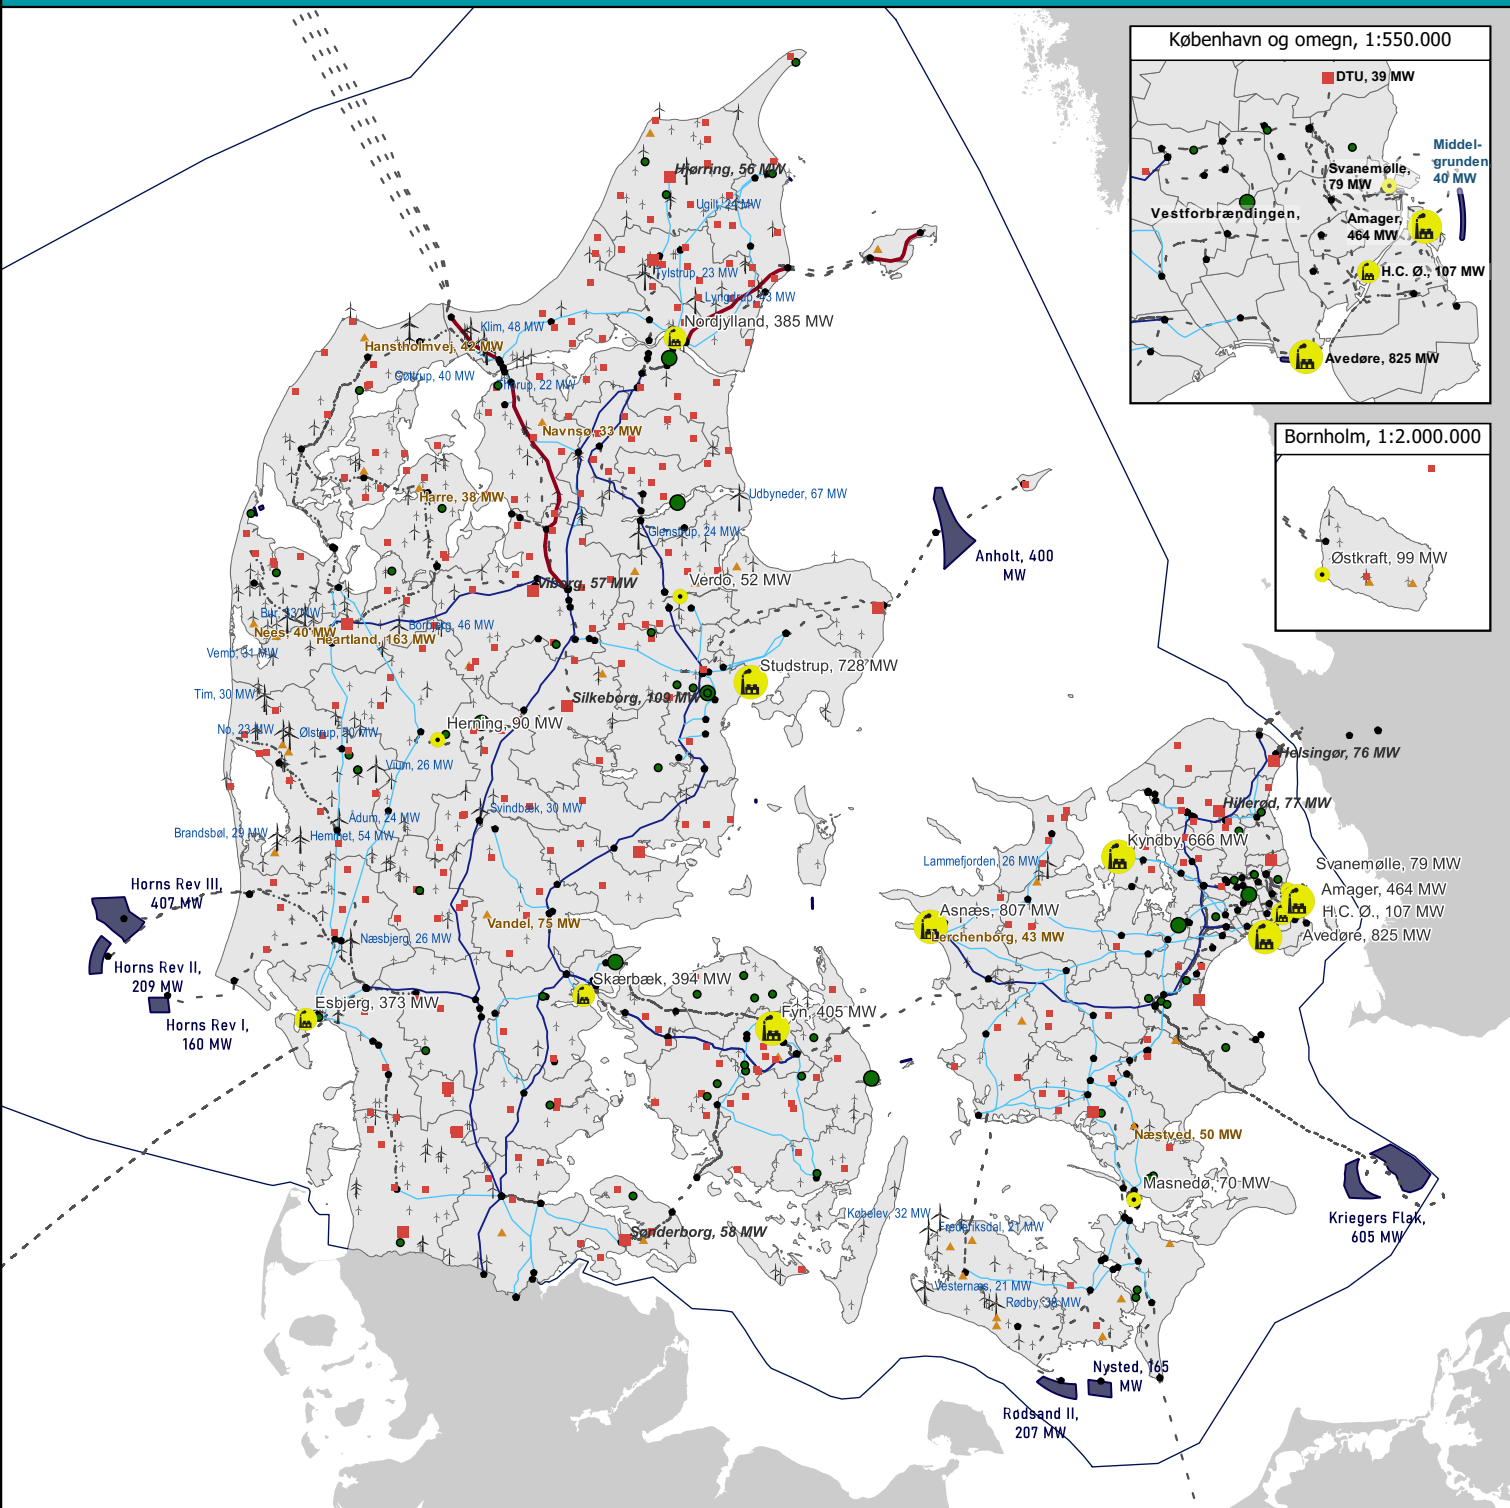 København og omegn, 1:550.000
DTU, 39 MW
Middel-
grunden
40 MW
Svanemølle,
79 MW
Vestforbrændingen,
Amager,
464 MW
H.C. Ø., 107 MW
Avedøre, 825 MW
Bornholm, 1:2.000.000
Østkraft, 99 MW
Hjørring, 56 MW
Ugilt, 24 MW
Tylstrup, 23 MW
Lyngdrup, 43 MW
Nordjylland, 385 MW
Klim, 48 MW
Hanstholmvej, 42 MW
Gøttrup, 40 MW
22 MW
Navnsø, 33 MW
Harre, 38 MW
Udbyneder, 67 MW
Glenstrup, 24 MW
Anholt, 400
MW
Viborg, 57 MW
Verdo, 52 MW
Bur, 33 MW
Nees, 40 MW
Heartland, 163 MW
Borbjerg, 46 MW
Vemb, 31 MW
Studstrup, 728 MW
Tim, 30 MW
Silkeborg, 109 MW
No, 23 MW
Ølstrup, 20 MW
Herning, 90 MW
Vium, 26 MW
Helsingør, 76 MW
Svindbæk, 30 MW
Hillerød, 77 MW
Ådum, 24 MW
Brandsbøl, 29 MW
Hemmet, 54 MW
Kyndby, 666 MW
Lammefjorden, 26 MW
Svanemølle, 79 MW
Horns Rev III,
407 MW
Amager, 464 MW
Asnæs, 807 MW
H.C. Ø., 107 MW
Vandel, 75 MW
Lerchenborg, 43 MW
Avedøre, 825 MW
Næsbjerg, 26 MW
Horns Rev II,
209 MW
Skærbæk, 394 MW
Esbjerg, 373 MW
Fyn, 405 MW
Horns Rev I,
160 MW
Næstved, 50 MW
Masnedø, 70 MW
Købelev, 32 MW
Frederiksdal, 21 MW
Kriegers Flak,
605 MW
Sønderborg, 58 MW
Vesternæs, 21 MW
Rødby, 38 MW
Nysted, 165
MW
Rødsand II,
207 MW